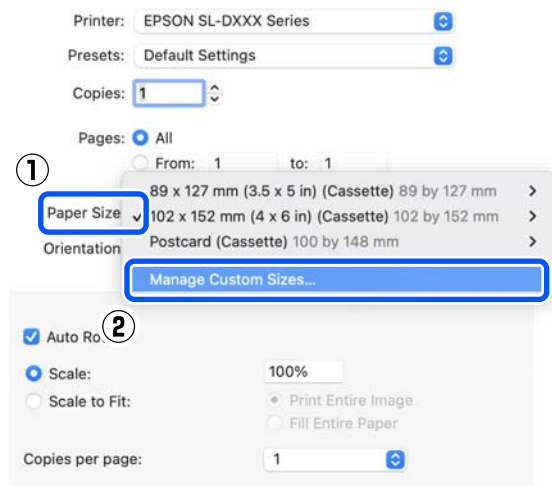 Printer: EPSON SL-DXXX Series
Presets: Default Settings
Copies: 1
Pages: All
From: 1 to: 1
①
89 x 127 mm (3.5 x 5 in) (Cassette) 89 by 127 mm
Paper Size ✓ 102 x 152 mm (4 x 6 in) (Cassette) 102 by 152 mm
Orientation Postcard (Cassette) 100 by 148 mm
Manage Custom Sizes...
②
Auto Ro
Scale: 100%
Scale to Fit: Print Entire Image
Fill Entire Paper
Copies per page: 1